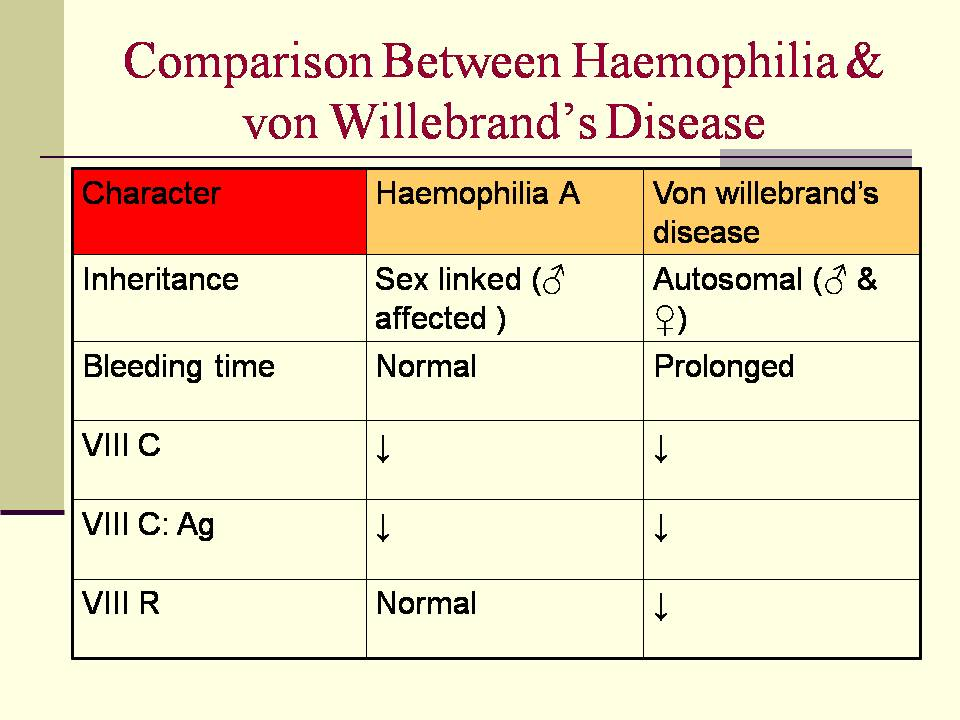 Comparison Between Haemophilia &
von Willebrand's Disease
Character
Haemophilia A
Von willebrand's
disease
Inheritance
Sex linked (♂
affected )
Autosomal (♂ &
♀)
Bleeding time
Normal
Prolonged
VIII C
↓
↓
VIII C: Ag
↓
↓
VIII R
Normal
↓